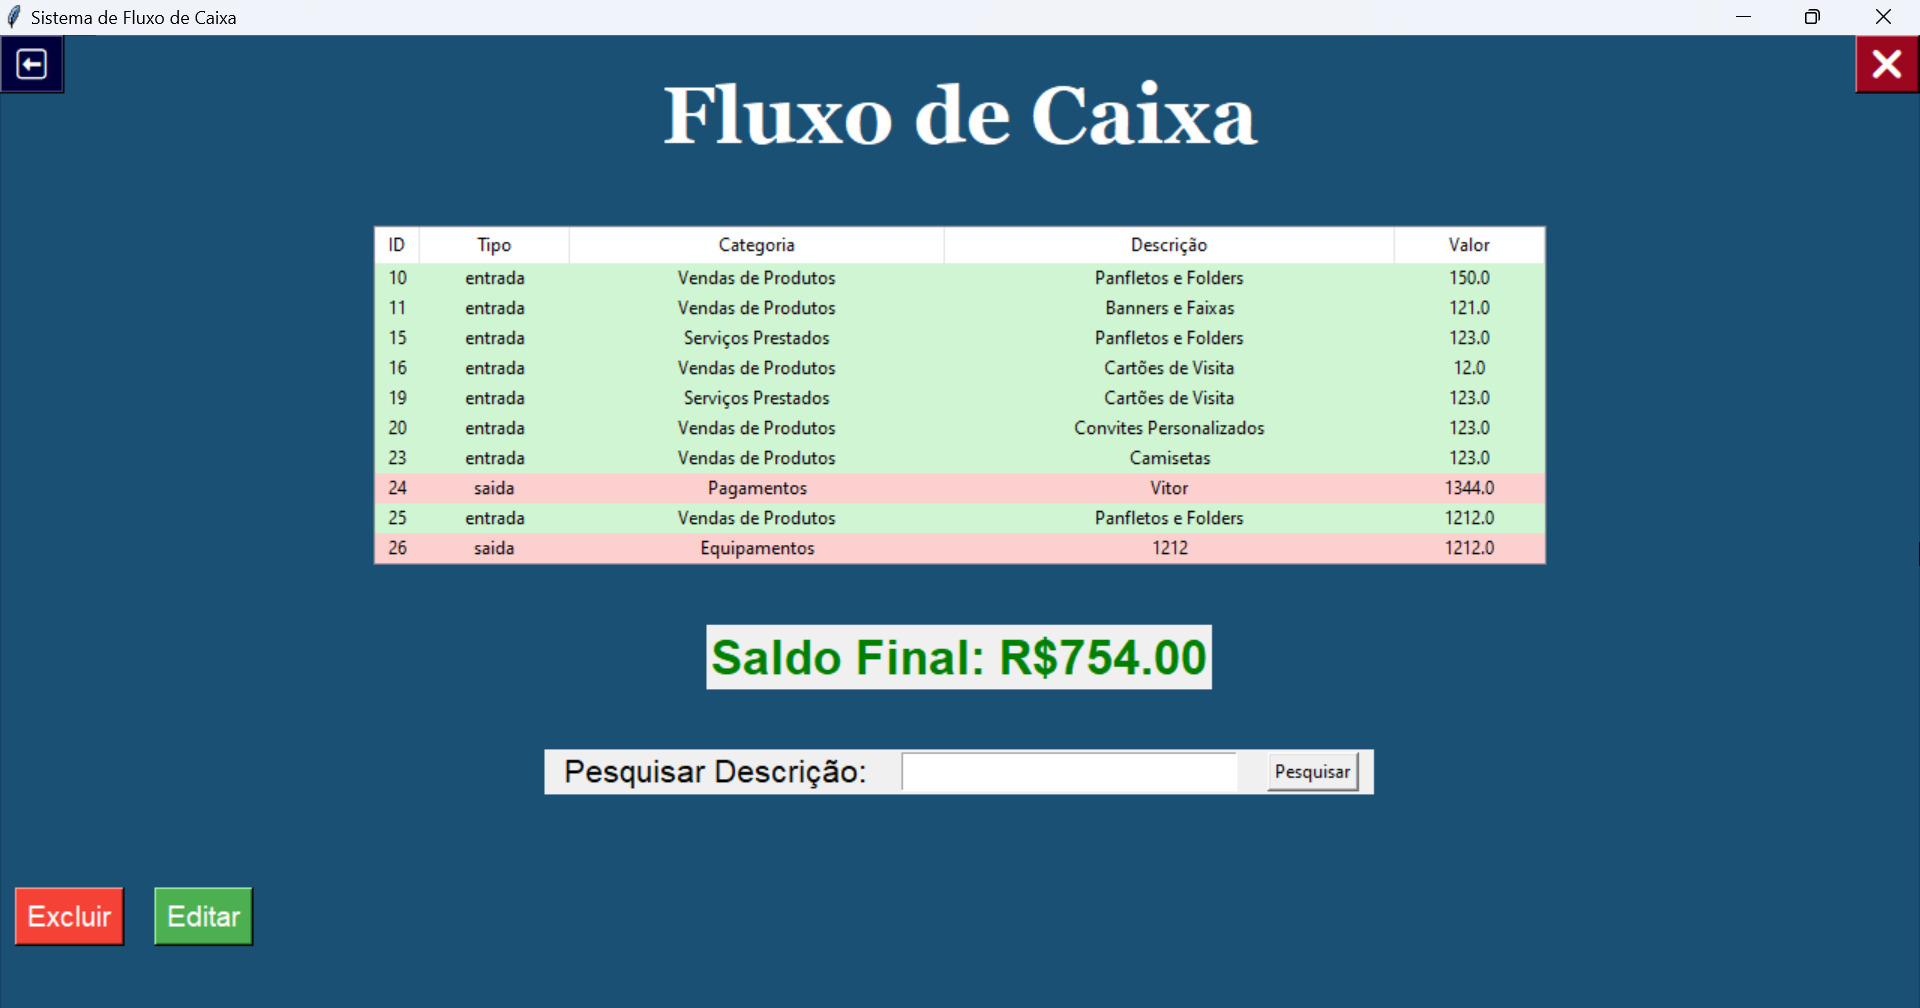 Sistema de Fluxo de Caixa
Fluxo de Caixa
ID Tipo Categoria Descrição Valor
10 entrada Vendas de Produtos Panfletos e Folders 150.0
11 entrada Vendas de Produtos Banners e Faixas 121.0
15 entrada Serviços Prestados Panfletos e Folders 123.0
16 entrada Vendas de Produtos Cartões de Visita 12.0
19 entrada Serviços Prestados Cartões de Visita 123.0
20 entrada Vendas de Produtos Convites Personalizados 123.0
23 entrada Vendas de Produtos Camisetas 123.0
24 saida Pagamentos Vitor 1344.0
25 entrada Vendas de Produtos Panfletos e Folders 1212.0
26 saida Equipamentos 1212 1212.0
Saldo Final: R$754.00
Pesquisar Descrição: Pesquisar
Excluir Editar